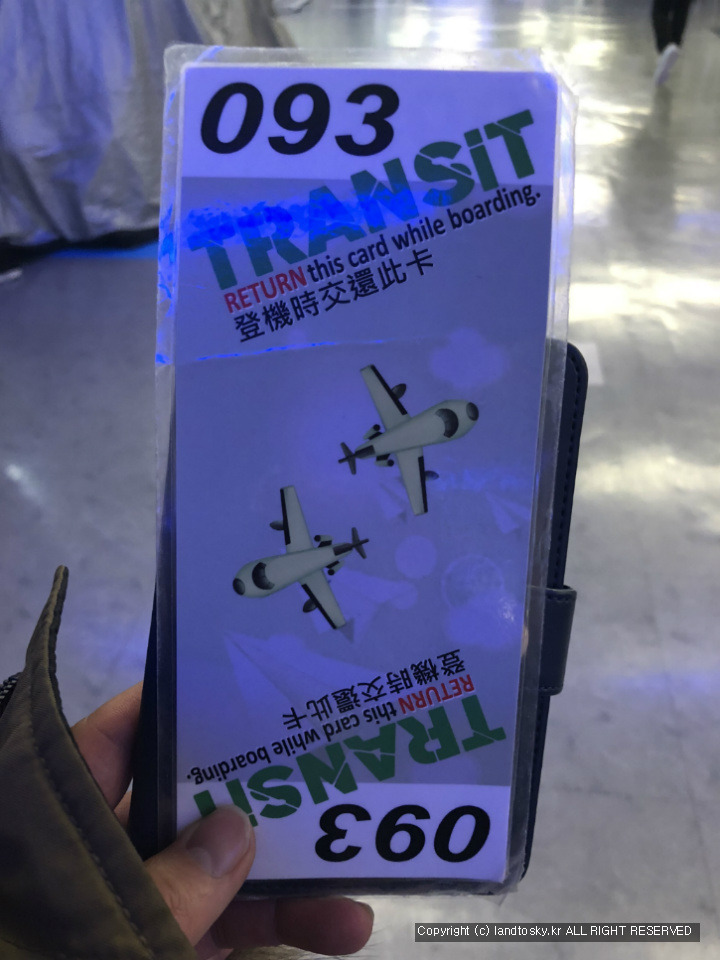 093
TRANSIT
RETURN this card while boarding.
登機時交還此卡
登機時交還此卡
RETURN this card while boarding.
TRANSIT
093
Copyright (c) landtosky.kr ALL RIGHT RESERVED